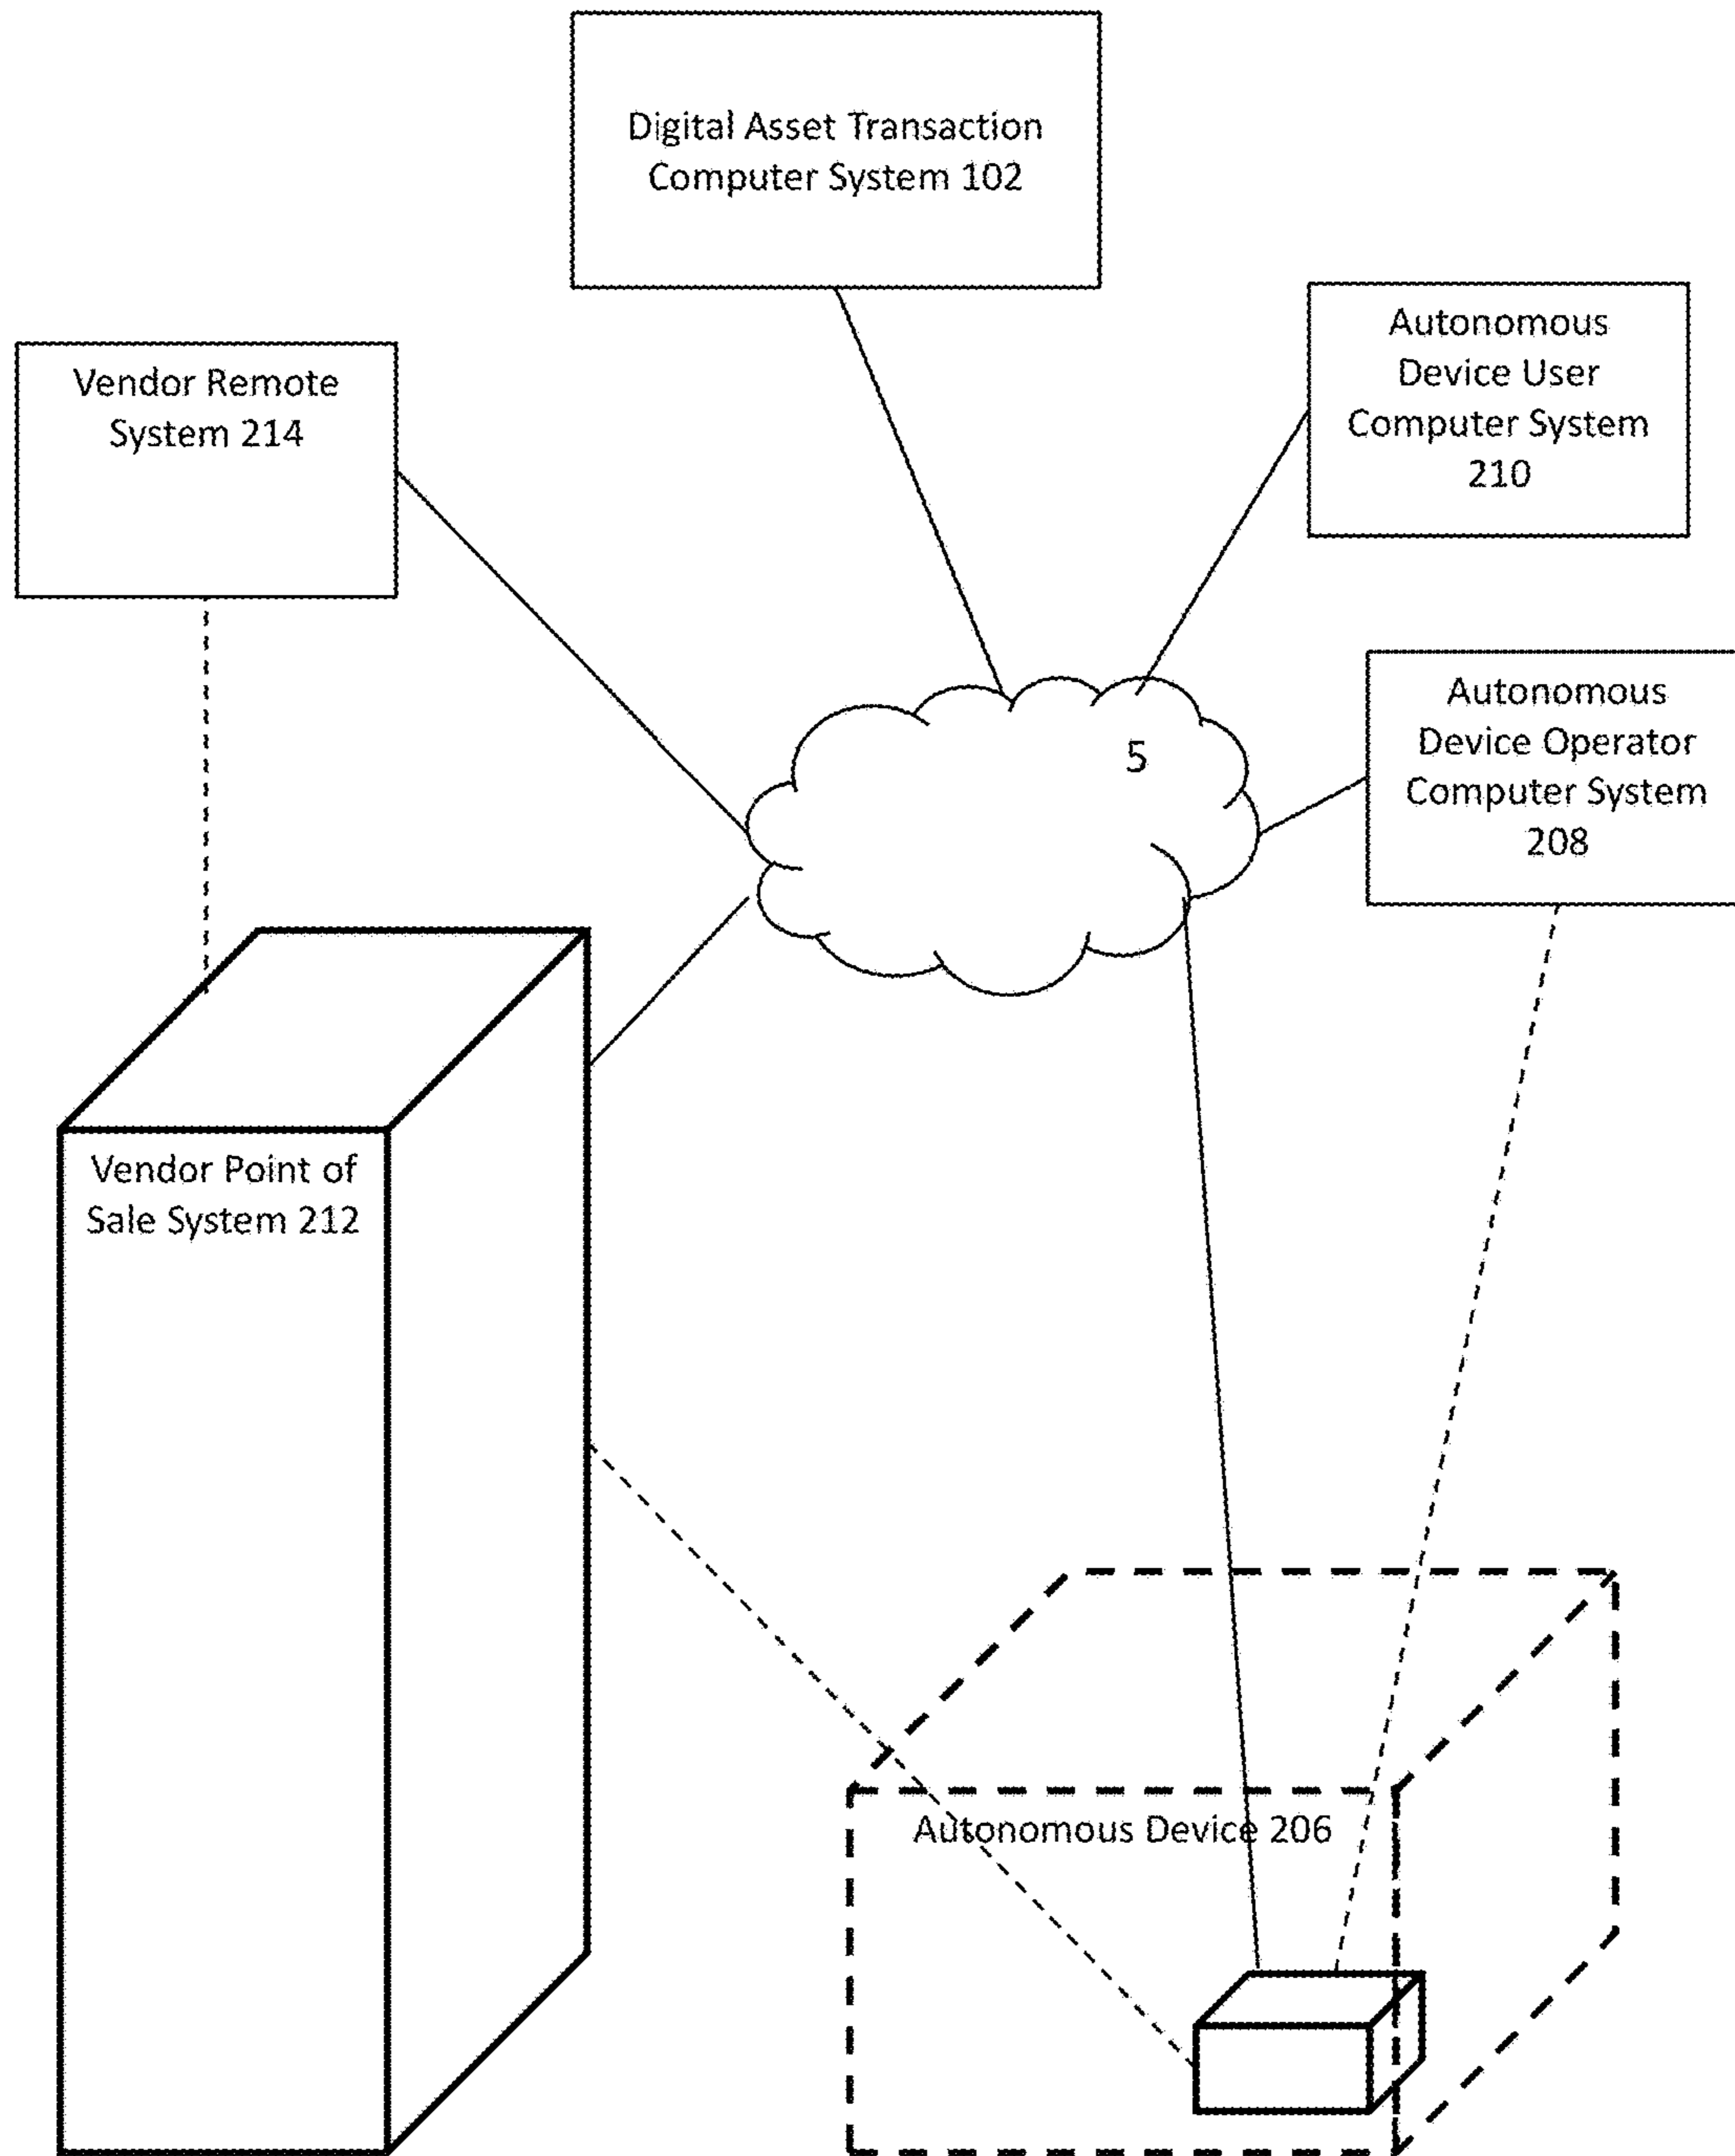 Digital Asset Transaction
Computer System 102
Autonomous
Device User
Computer System
210
Vendor Remote
System 214
Autonomous
Device Operator
Computer System
208
5
Vendor Point of
Sale System 212
Autonomous Device 206